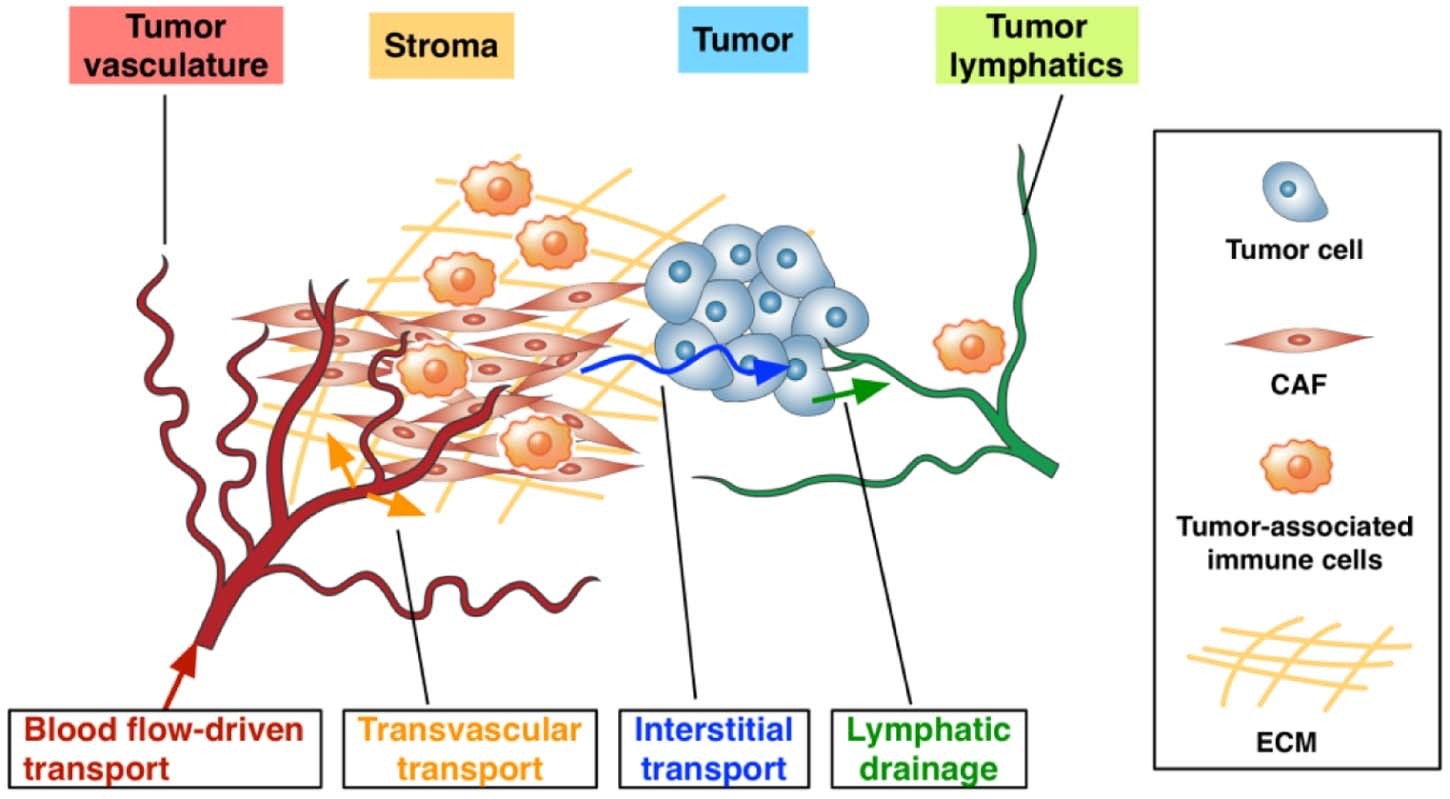 Tumor
vasculature
Stroma
Tumor
Tumor
lymphatics
Tumor cell
CAF
Tumor-associated
immune cells
ECM
Blood flow-driven
transport
Transvascular
transport
Interstitial
transport
Lymphatic
drainage